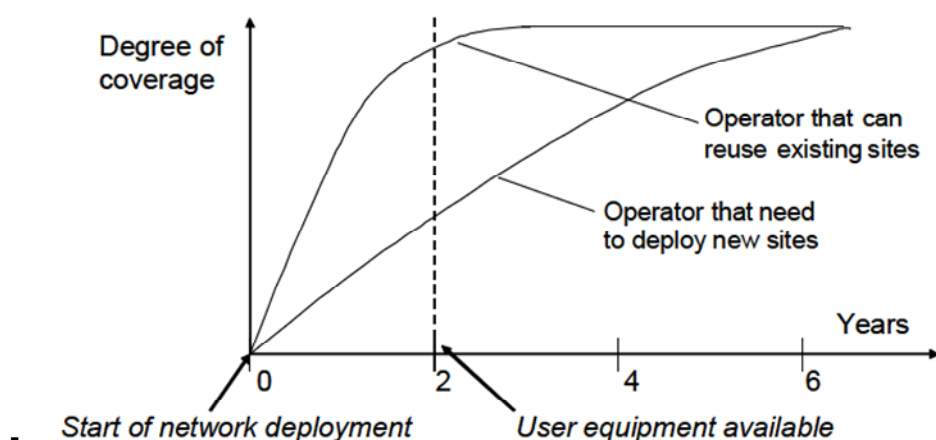 Degree of
coverage
Operator that can
reuse existing sites
Operator that need
to deploy new sites
Years
0
2
4
6
Start of network deployment
User equipment available